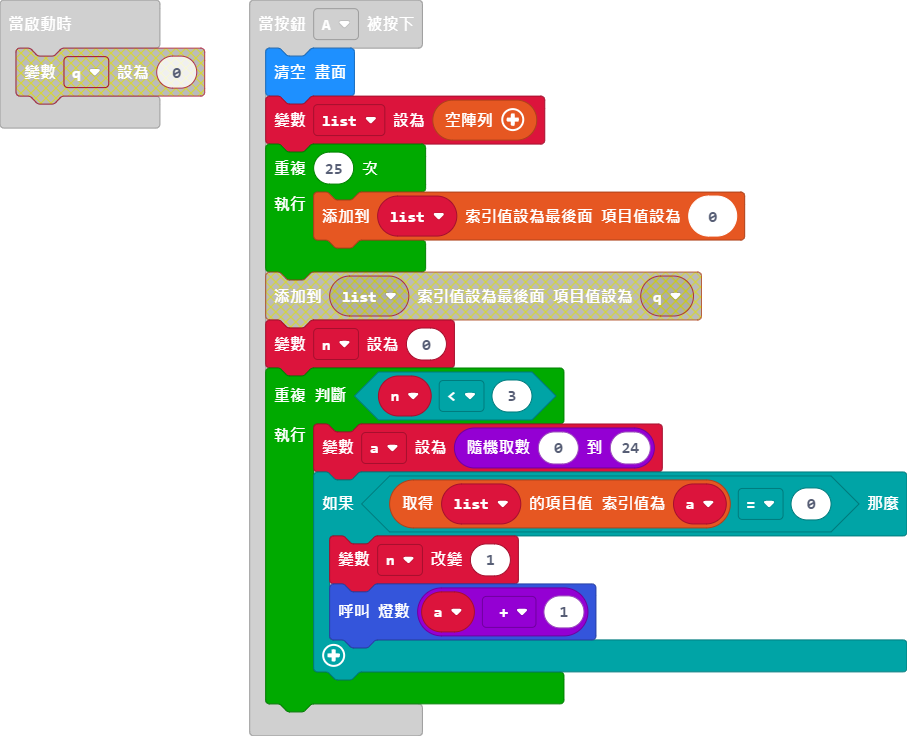 當啟動時
變數 q 設為 0
當按鈕 A 被按下
清空 畫面
變數 list 設為 空陣列
重複 25 次
執行
添加到 list 索引值設為最後面 項目值設為 0
添加到 list 索引值設為最後面 項目值設為 q
變數 n 設為 0
重複 判斷 n < 3
執行
變數 a 設為 隨機取數 0 到 24
如果 取得 list 的項目值 索引值為 a = 0 那麼
變數 n 改變 1
呼叫 燈數 a + 1